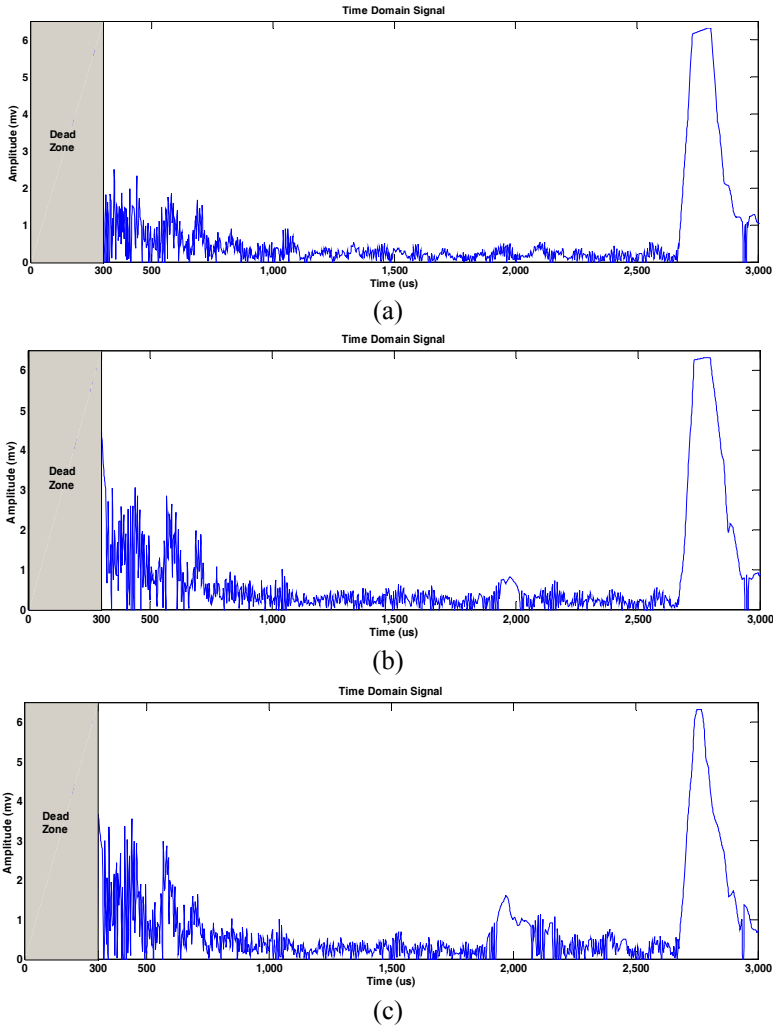 Time Domain Signal
6
5
4
3
2
1
0
Amplitude (mv)
Dead
Zone
0 300 500 1,000 1,500 2,000 2,500 3,000
Time (us)
(a)
Time Domain Signal
6
5
4
3
2
1
0
Amplitude (mv)
Dead
Zone
0 300 500 1,000 1,500 2,000 2,500 3,000
Time (us)
(b)
Time Domain Signal
6
5
4
3
2
1
0
Amplitude (mv)
Dead
Zone
0 300 500 1,000 1,500 2,000 2,500 3,000
Time (us)
(c)